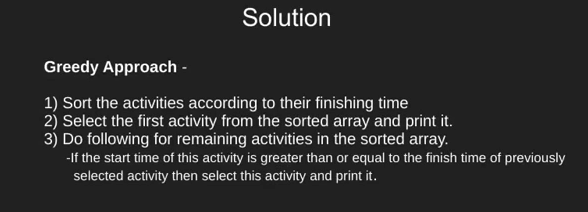 Solution
Greedy Approach -
1) Sort the activities according to their finishing time
2) Select the first activity from the sorted array and print it.
3) Do following for remaining activities in the sorted array.
-If the start time of this activity is greater than or equal to the finish time of previously
selected activity then select this activity and print it.